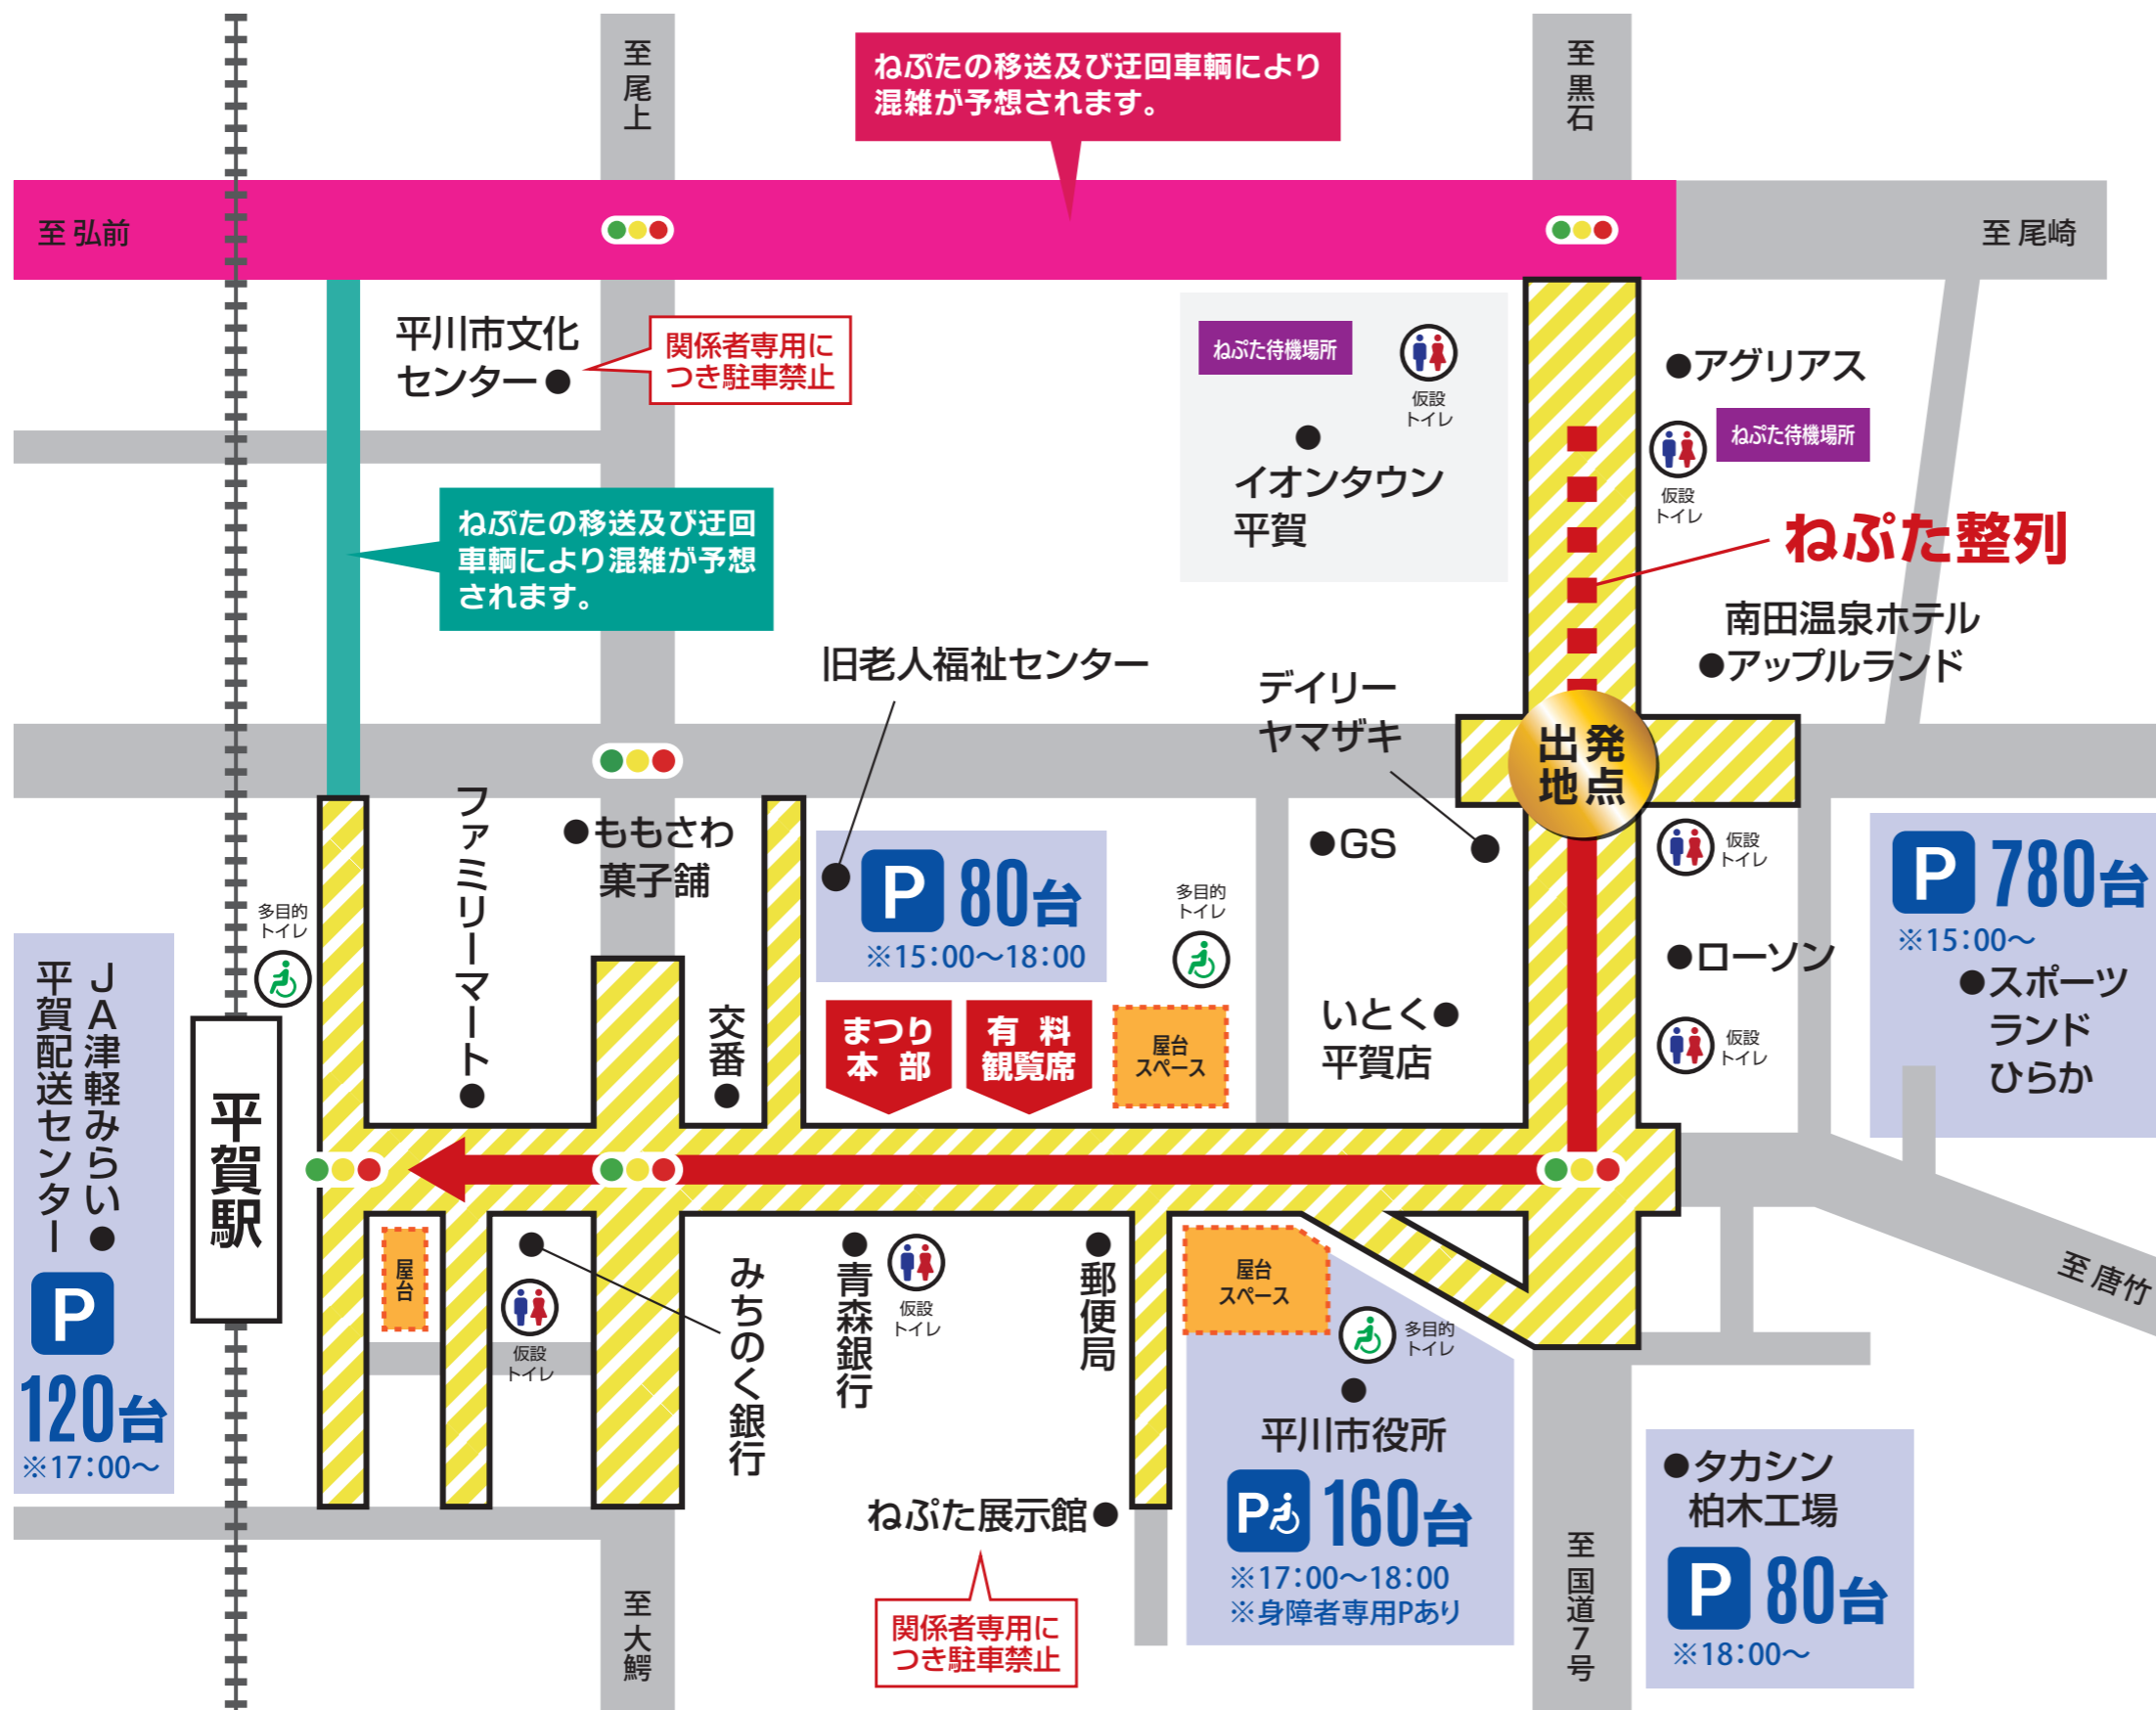 至尾上
ねぷたの移送及び迂回車輌により
混雑が予想されます。
至黒石
至 弘前
至 尾崎
平川市文化
センター
関係者専用に
つき駐車禁止
ねぷた待機場所
仮設
トイレ
イオンタウン
平賀
アグリアス
ねぷた待機場所
仮設
トイレ
ねぷた整列
ねぷたの移送及び迂回
車輌により混雑が予想
されます。
南田温泉ホテル
アップルランド
旧老人福祉センター
デイリー
ヤマザキ
出発
地点
ファミリーマート
ももさわ
菓子舗
P 80台
※15:00〜18:00
GS
仮設
トイレ
P 780台
※15:00〜
スポーツ
ランド
ひらか
多目的
トイレ
多目的
トイレ
ローソン
JA津軽みらい
平賀配送センター
P
120台
※17:00〜
平賀駅
交番
まつり
本部
有料
観覧席
屋台
スペース
いとく
平賀店
仮設
トイレ
屋台
仮設
トイレ
みちのく銀行
青森銀行
仮設
トイレ
郵便局
屋台
スペース
多目的
トイレ
平川市役所
P 160台
※17:00〜18:00
※身障者専用Pあり
至 唐竹
ねぷた展示館
関係者専用に
つき駐車禁止
タカシン
柏木工場
P 80台
※18:00〜
至大鰐
至国道7号